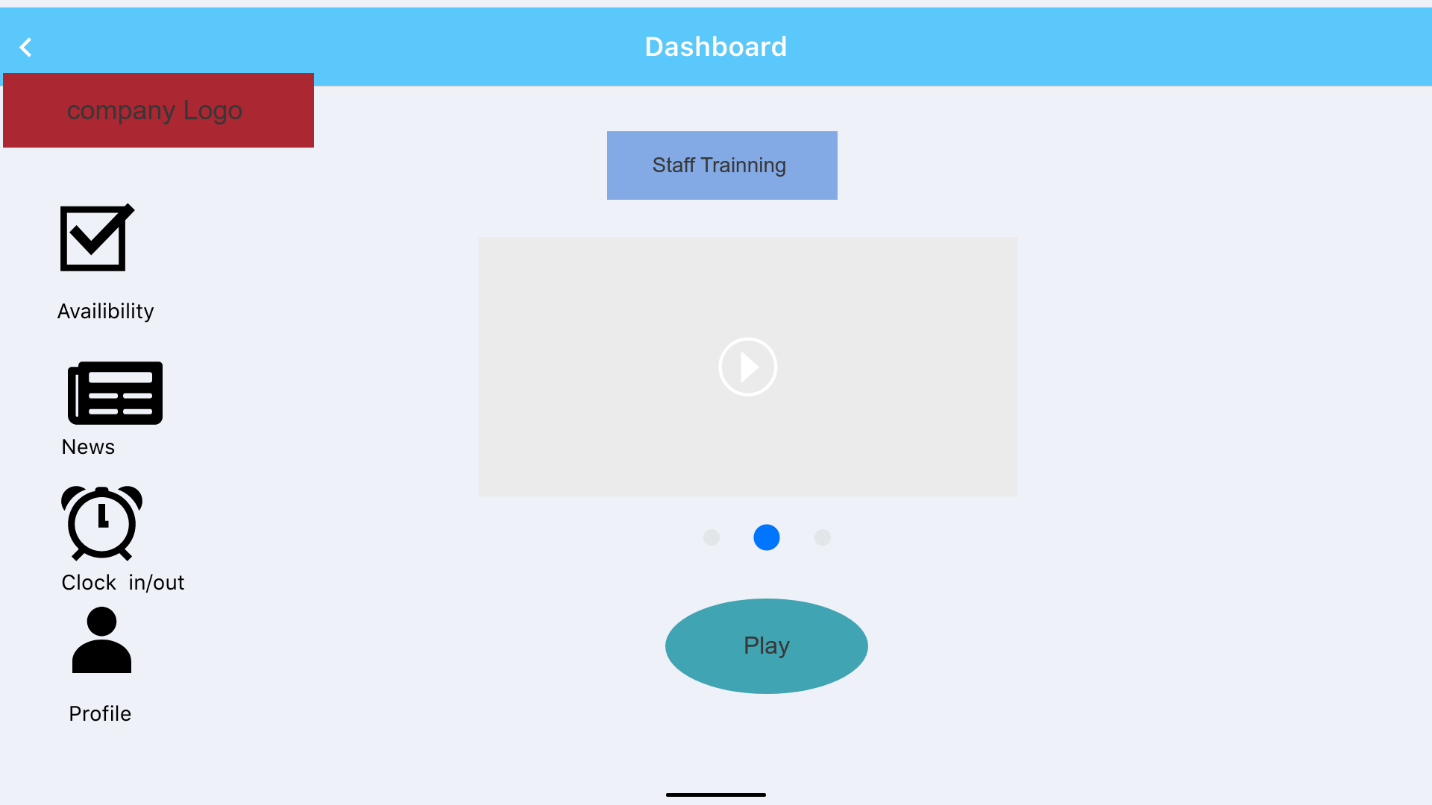 Dashboard
company Logo
Staff Trainning
Availibility
News
Clock in/out
Profile
Play